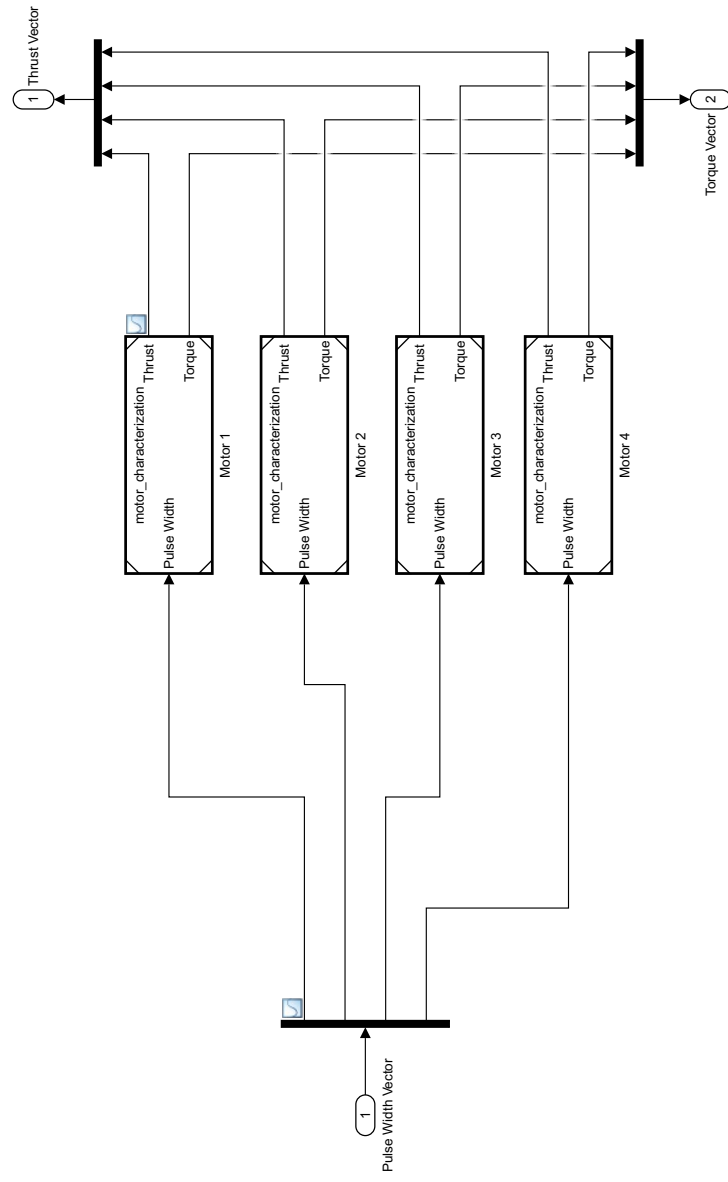 1
Pulse Width Vector
motor_characterization
Pulse Width
Thrust
Torque
Motor 1
motor_characterization
Pulse Width
Thrust
Torque
Motor 2
motor_characterization
Pulse Width
Thrust
Torque
Motor 3
motor_characterization
Pulse Width
Thrust
Torque
Motor 4
1
Thrust Vector
2
Torque Vector